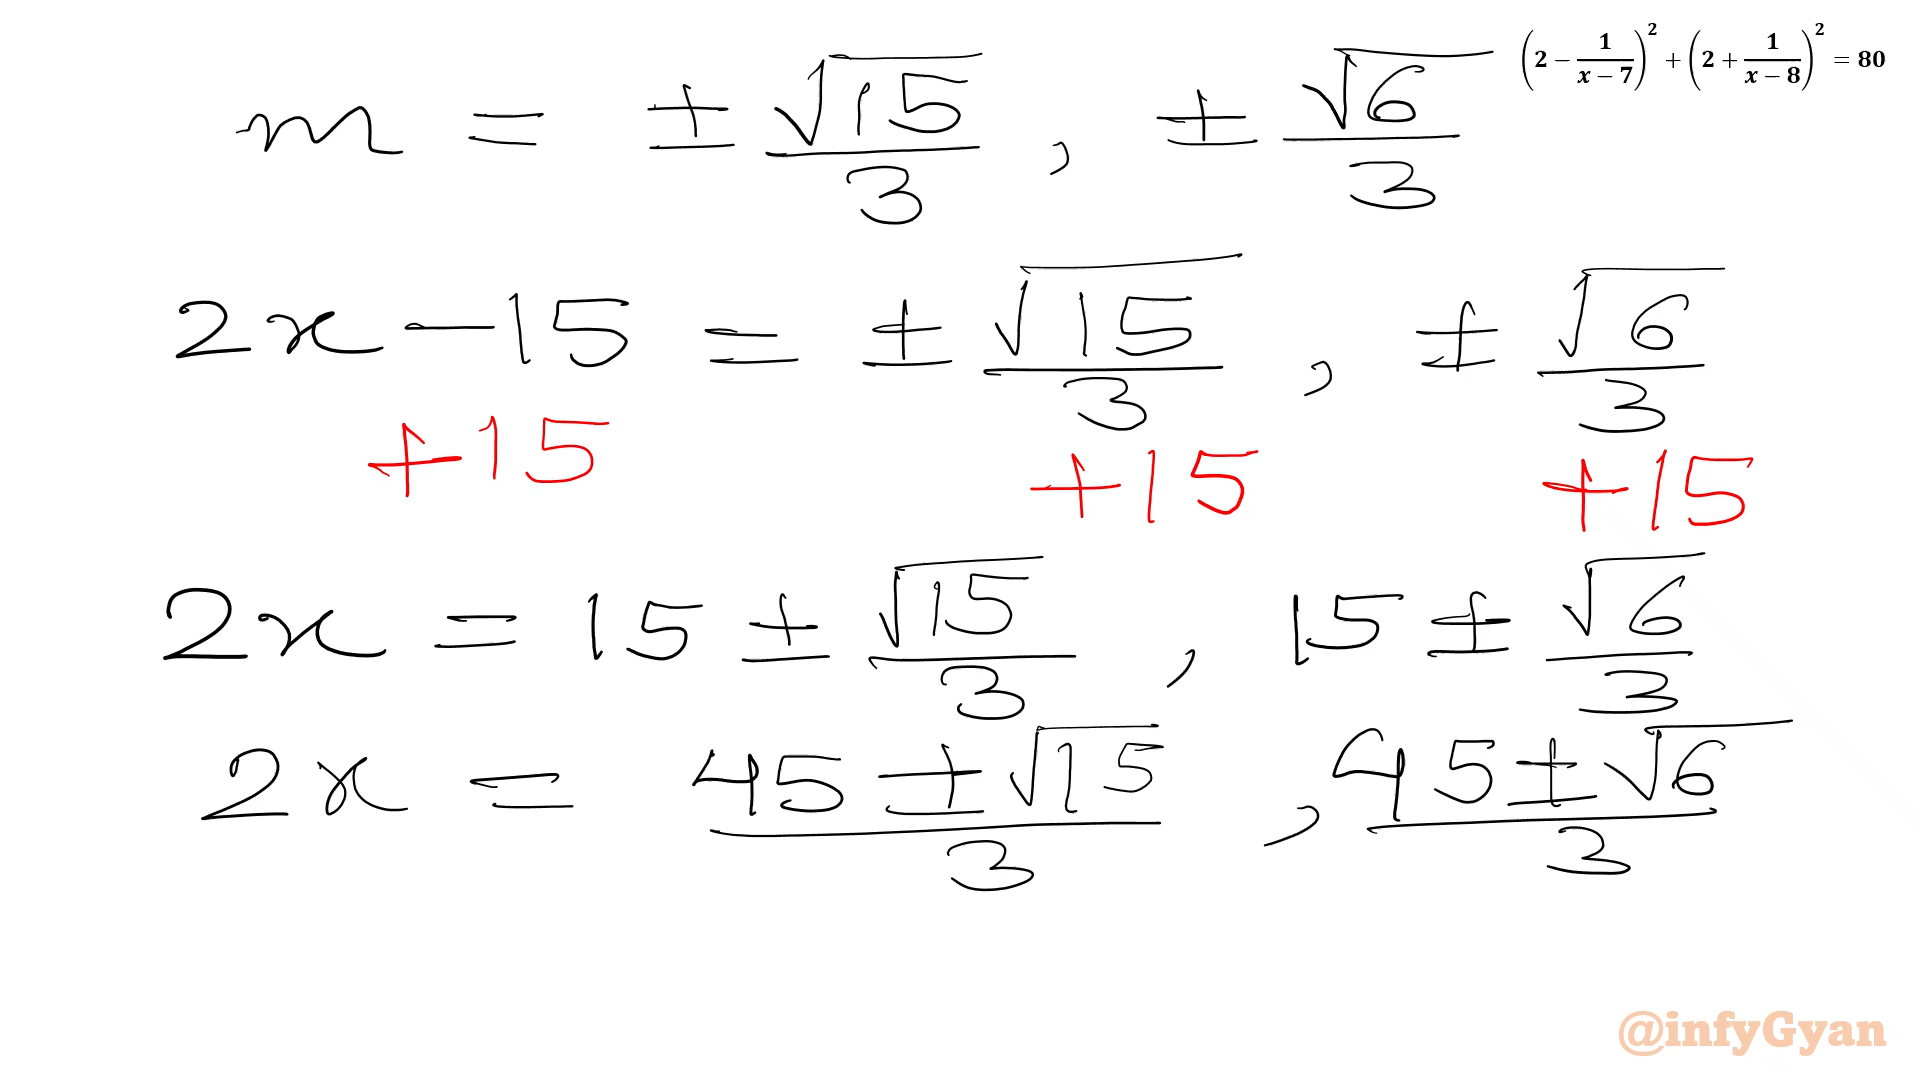 (2 − 1/(x − 7))² + (2 + 1/(x − 8))² = 80
m = ± √15/3 , ± √6/3
2x − 15 = ± √15/3 , ± √6/3
+15 +15 +15
2x = 15 ± √15/3 , 15 ± √6/3
2x = (45 ± √15)/3 , (45 ± √6)/3
@infyGyan